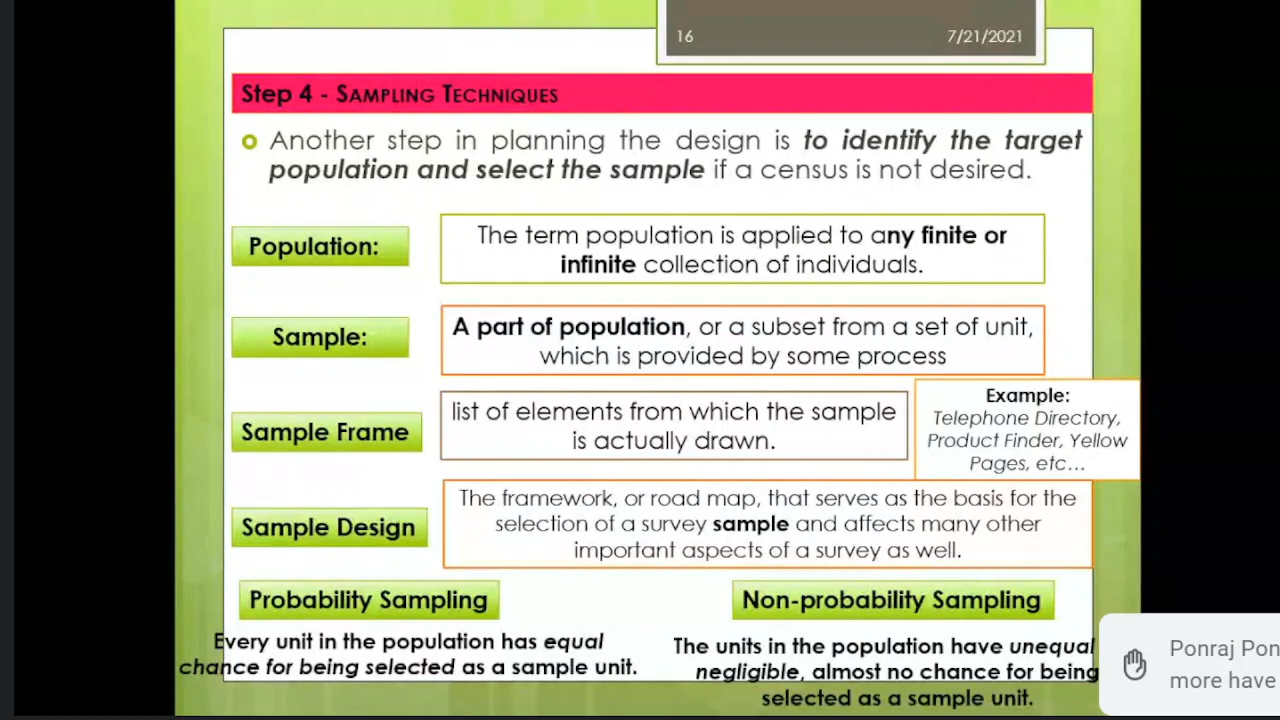 16
7/21/2021
Step 4 - SAMPLING TECHNIQUES
Another step in planning the design is to identify the target
population and select the sample if a census is not desired.
Population:
The term population is applied to any finite or
infinite collection of individuals.
Sample:
A part of population, or a subset from a set of unit,
which is provided by some process
Sample Frame
list of elements from which the sample
is actually drawn.
Example:
Telephone Directory,
Product Finder, Yellow
Pages, etc...
Sample Design
The framework, or road map, that serves as the basis for the
selection of a survey sample and affects many other
important aspects of a survey as well.
Probability Sampling
Every unit in the population has equal
chance for being selected as a sample unit.
Non-probability Sampling
The units in the population have unequal
negligible, almost no chance for being
selected as a sample unit.
Ponraj Pon
more have